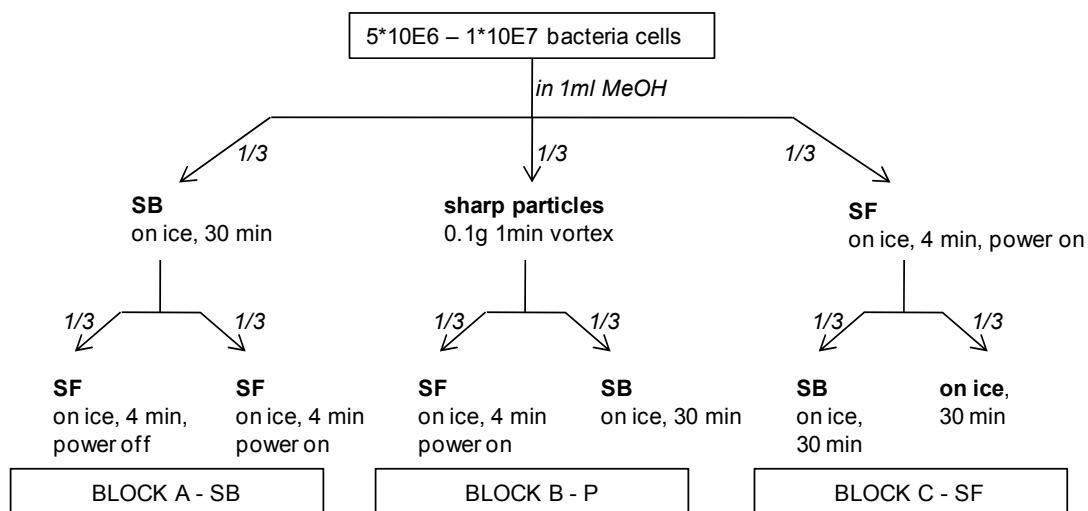 5*10E6 – 1*10E7 bacteria cells
in 1ml MeOH
1/3
1/3
1/3
SB
on ice, 30 min
sharp particles
0.1g 1min vortex
SF
on ice, 4 min, power on
1/3
1/3
1/3
1/3
1/3
1/3
SF
on ice, 4 min,
power off
SF
on ice, 4 min
power on
SF
on ice, 4 min
power on
SB
on ice, 30 min
SB
on ice,
30 min
on ice,
30 min
BLOCK A - SB
BLOCK B - P
BLOCK C - SF